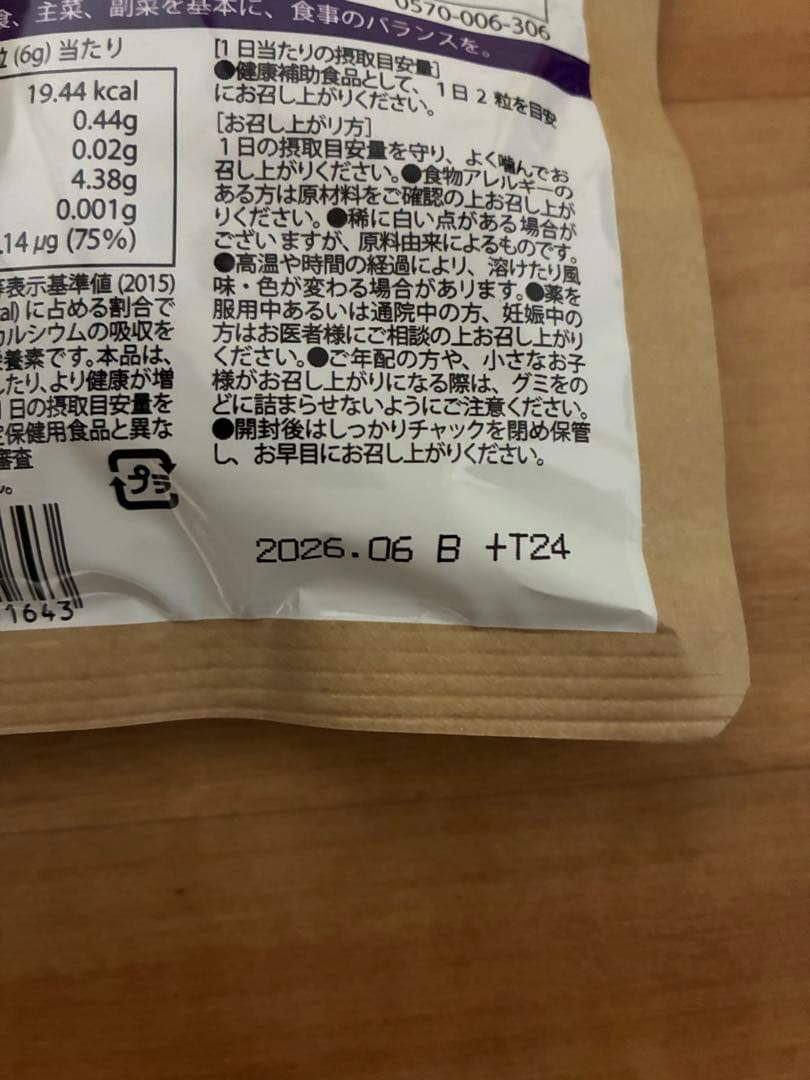 食、主菜、副菜を基本に、食事のバランスを。
0570-006-306
粒 (6g) 当たり
19.44 kcal
0.44g
0.02g
4.38g
0.001g
.14 μg (75%)
等表示基準値 (2015)
al) に占める割合で
カルシウムの吸収を
栄養素です。本品は、
たり、より健康が増
1日の摂取目安量を
定保健用食品と異な
審査
ん。
プラ
1643
[1日当たりの摂取目安量]
●健康補助食品として、1日2粒を目安
にお召し上がりください。
[お召し上がり方]
1日の摂取目安量を守り、よく噛んでお
召し上がりください。●食物アレルギーの
ある方は原材料をご確認の上お召し上が
りください。●稀に白い点がある場合が
ございますが、原料由来によるものです。
●高温や時間の経過により、溶けたり風
味・色が変わる場合があります。●薬を
服用中あるいは通院中の方、妊娠中の
方はお医者様にご相談の上お召し上がり
ください。●ご年配の方や、小さなお子
様がお召し上がりになる際は、グミをの
どに詰まらせないようにご注意ください。
●開封後はしっかりチャックを閉め保管
し、お早目にお召し上がりください。
2026.06 B +T24